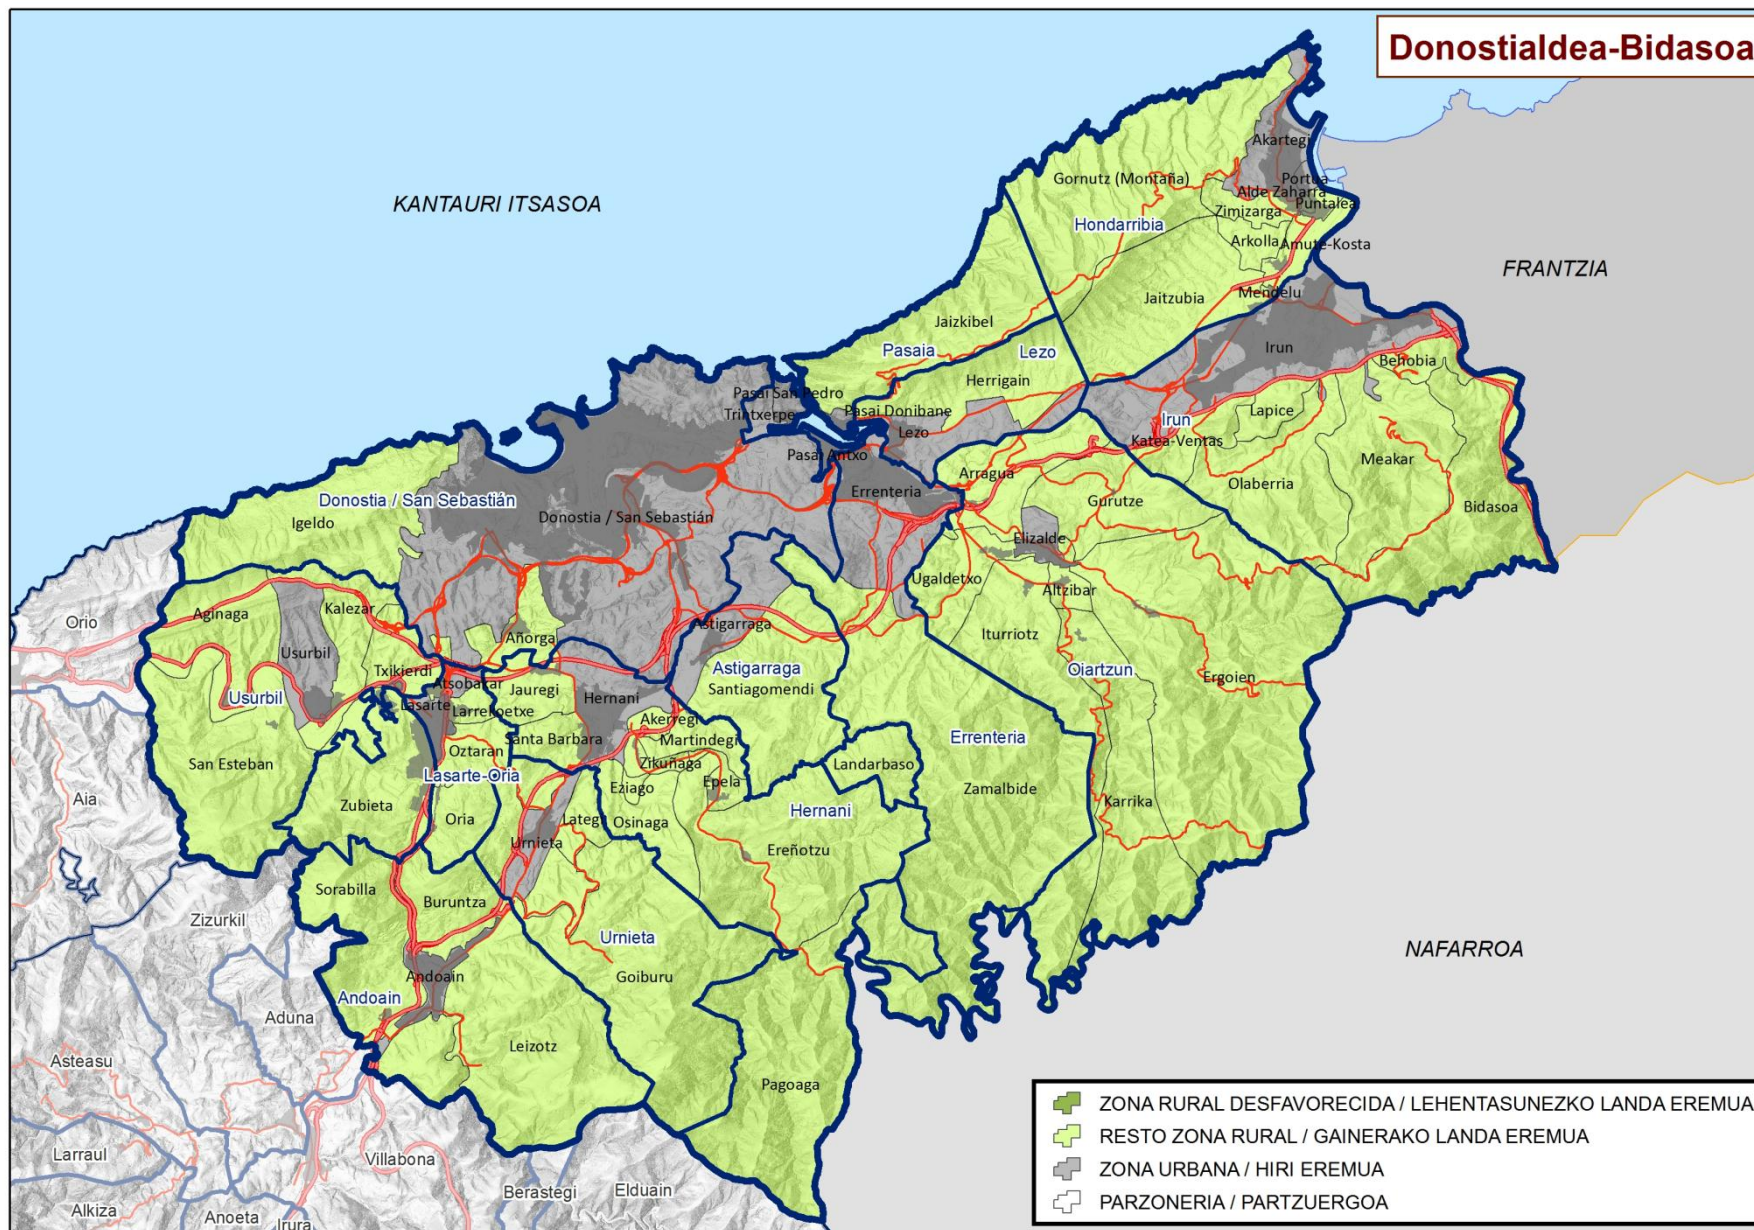 Donostialdea-Bidasoa
KANTAURI ITSASOA
FRANTZIA
NAFARROA
Akartegi
Portua
Alde Zaharra
Puntalea
Gornutz (Montaña)
Zimizarga
Hondarribia
Arkolla
Amute-Kosta
Jaitzubia
Mendelu
Jaizkibel
Pasaia
Lezo
Irun
Behobia
Herrigain
Pasai San Pedro
Trintxerpe
Pasai Donibane
Lezo
Lapice
Irun
Katea-Ventas
Pasai Antxo
Arragua
Meakar
Olaberria
Errenteria
Gurutze
Bidasoa
Donostia / San Sebastián
Igeldo
Donostia / San Sebastián
Elizalde
Ugaldetxo
Altzibar
Aginaga
Kalezar
Orio
Astigarraga
Añorga
Iturriotz
Usurbil
Txikierdi
Astigarraga
Oiartzun
Ergoien
Atsobakar
Jauregi
Santiagomendi
Usurbil
Lasarte
Larrekoetxe
Hernani
Akerregi
Santa Barbara
Martindegi
Errenteria
Oztaran
Zikuñaga
San Esteban
Lasarte-Oria
Landarbaso
Epela
Eziago
Zamalbide
Aia
Zubieta
Hernani
Karrika
Oria
Lategi
Osinaga
Urnieta
Ereñotzu
Sorabilla
Buruntza
Zizurkil
Urnieta
Andoain
Goiburu
Andoain
Aduna
Leizotz
Asteasu
Pagoaga
Larraul
Villabona
Berastegi
Elduain
Alkiza
Anoeta
Irura
ZONA RURAL DESFAVORECIDA / LEHENTASUNEZKO LANDA EREMUA
RESTO ZONA RURAL / GAINERAKO LANDA EREMUA
ZONA URBANA / HIRI EREMUA
PARZONERIA / PARTZUERGOA